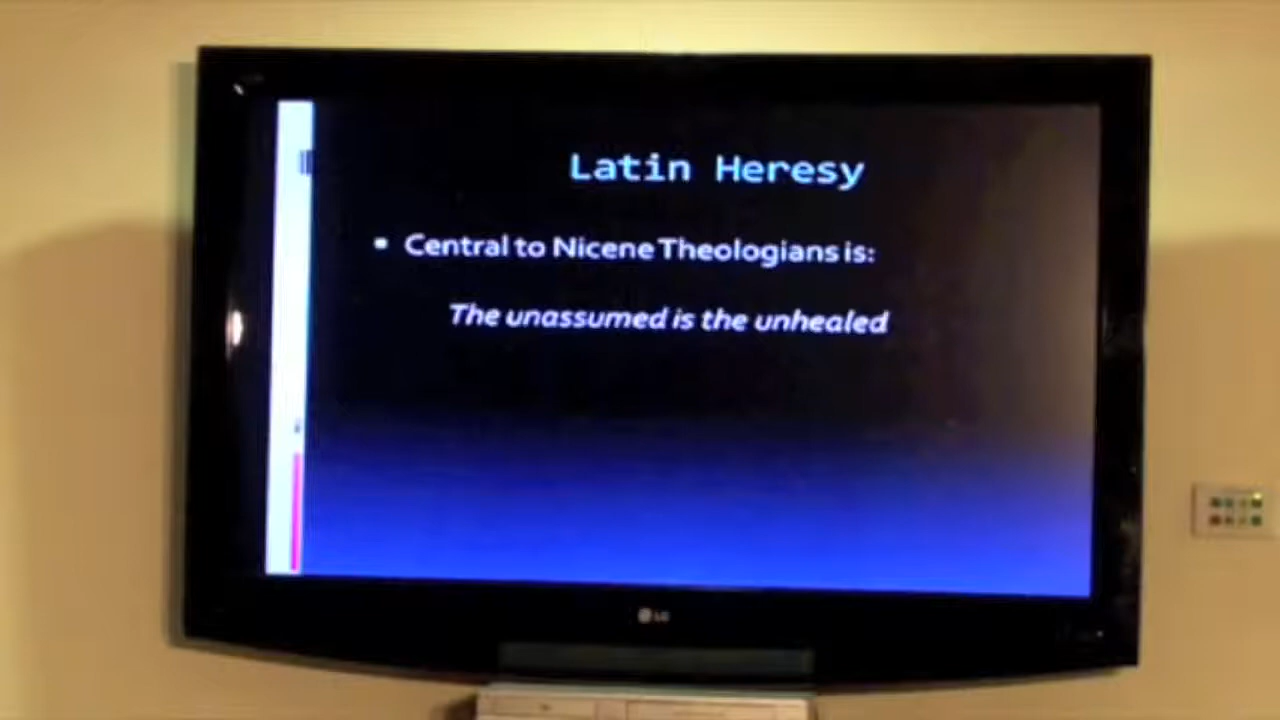 Latin Heresy
▪ Central to Nicene Theologians is:
The unassumed is the unhealed
LG